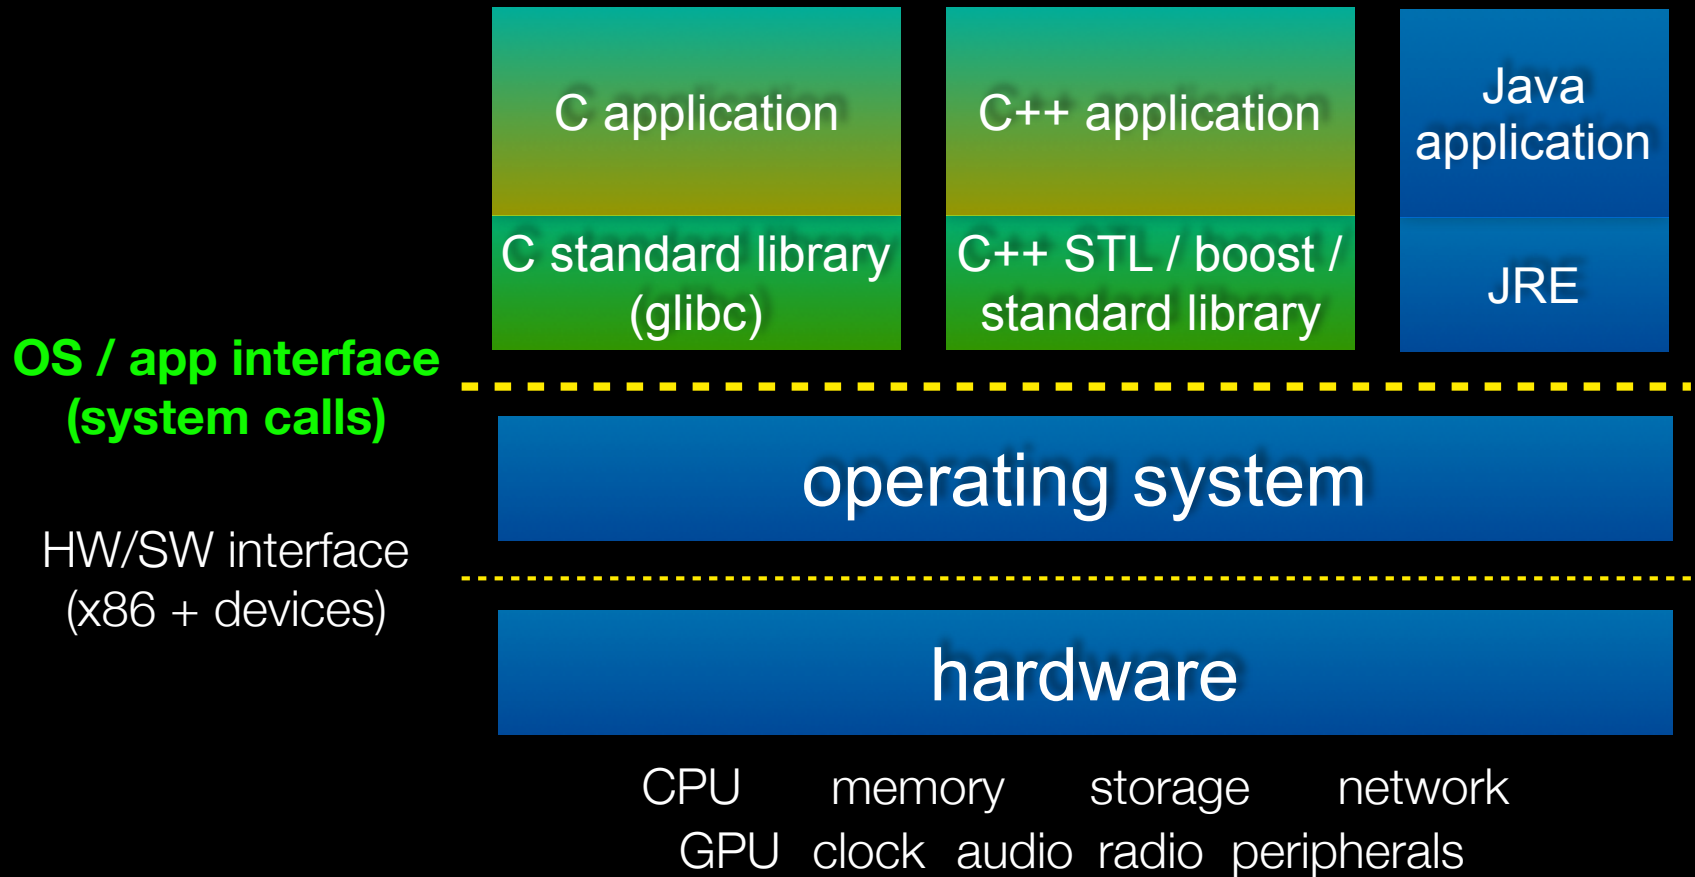 C application
C++ application
Java
application
C standard library
(glibc)
C++ STL / boost /
standard library
JRE
OS / app interface
(system calls)
operating system
HW/SW interface
(x86 + devices)
hardware
CPU memory storage network
GPU clock audio radio peripherals